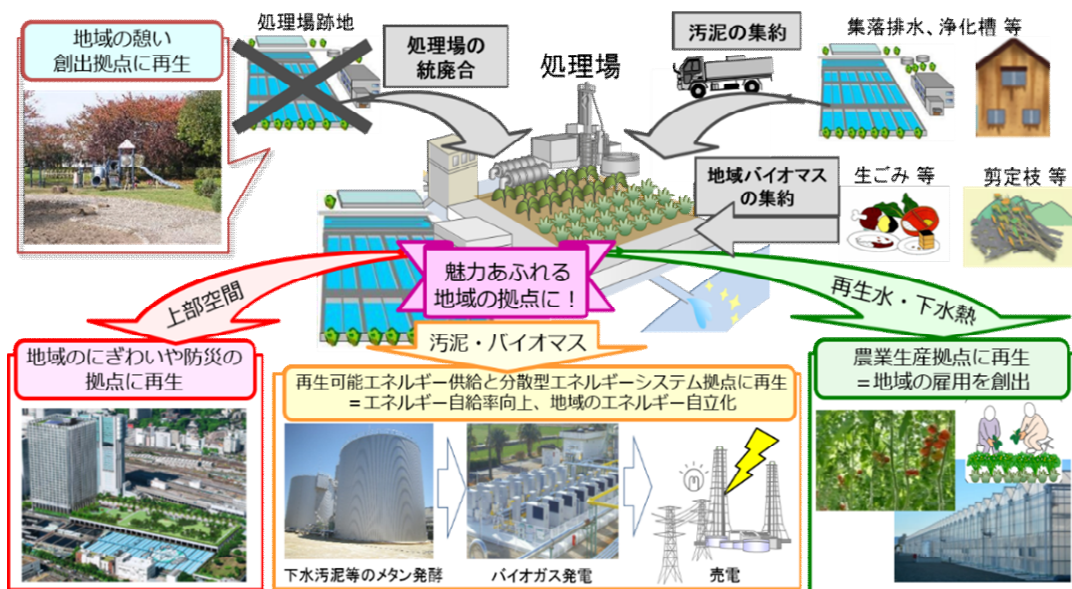 地域の憩い
創出拠点に再生
処理場跡地
処理場の
統廃合
処理場
汚泥の集約
集落排水、浄化槽 等
地域バイオマス
の集約
生ごみ 等
剪定枝 等
魅力あふれる
地域の拠点に！
上部空間
再生水・下水熱
汚泥・バイオマス
地域のにぎわいや防災の
拠点に再生
再生可能エネルギー供給と分散型エネルギーシステム拠点に再生
＝エネルギー自給率向上、地域のエネルギー自立化
農業生産拠点に再生
＝地域の雇用を創出
下水汚泥等のメタン発酵
バイオガス発電
売電